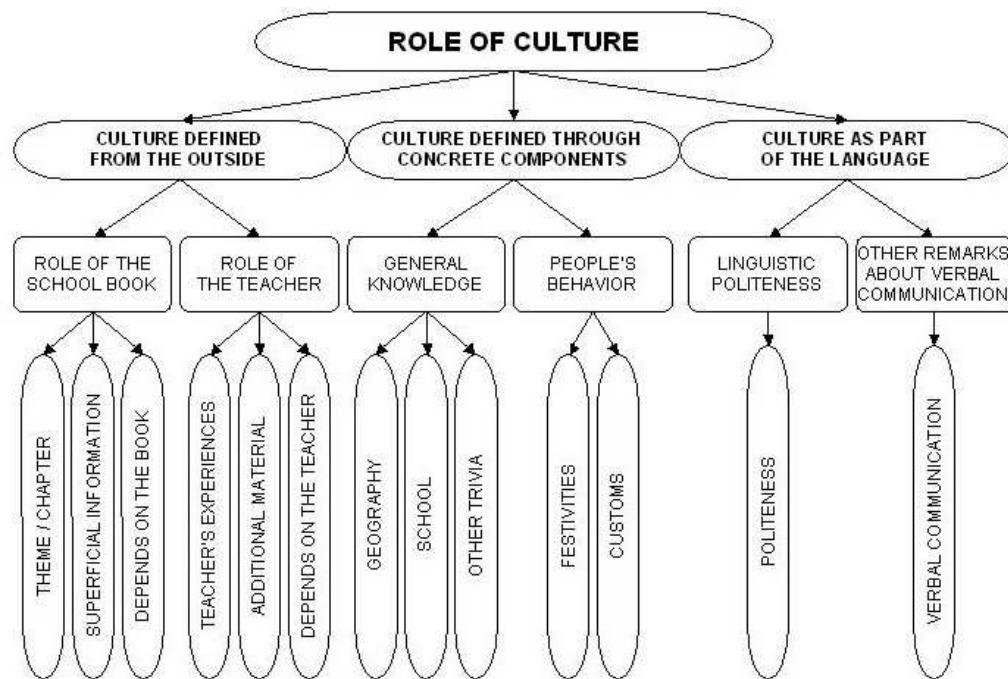 ROLE OF CULTURE
CULTURE DEFINED
FROM THE OUTSIDE
CULTURE DEFINED THROUGH
CONCRETE COMPONENTS
CULTURE AS PART
OF THE LANGUAGE
ROLE OF THE
SCHOOL BOOK
ROLE OF
THE TEACHER
GENERAL
KNOWLEDGE
PEOPLE'S
BEHAVIOR
LINGUISTIC
POLITENESS
OTHER REMARKS
ABOUT VERBAL
COMMUNICATION
THEME / CHAPTER
SUPERFICIAL INFORMATION
DEPENDS ON THE BOOK
TEACHER'S EXPERIENCES
ADDITIONAL MATERIAL
DEPENDS ON THE TEACHER
GEOGRAPHY
SCHOOL
OTHER TRIVIA
FESTIVITIES
CUSTOMS
POLITENESS
VERBAL COMMUNICATION